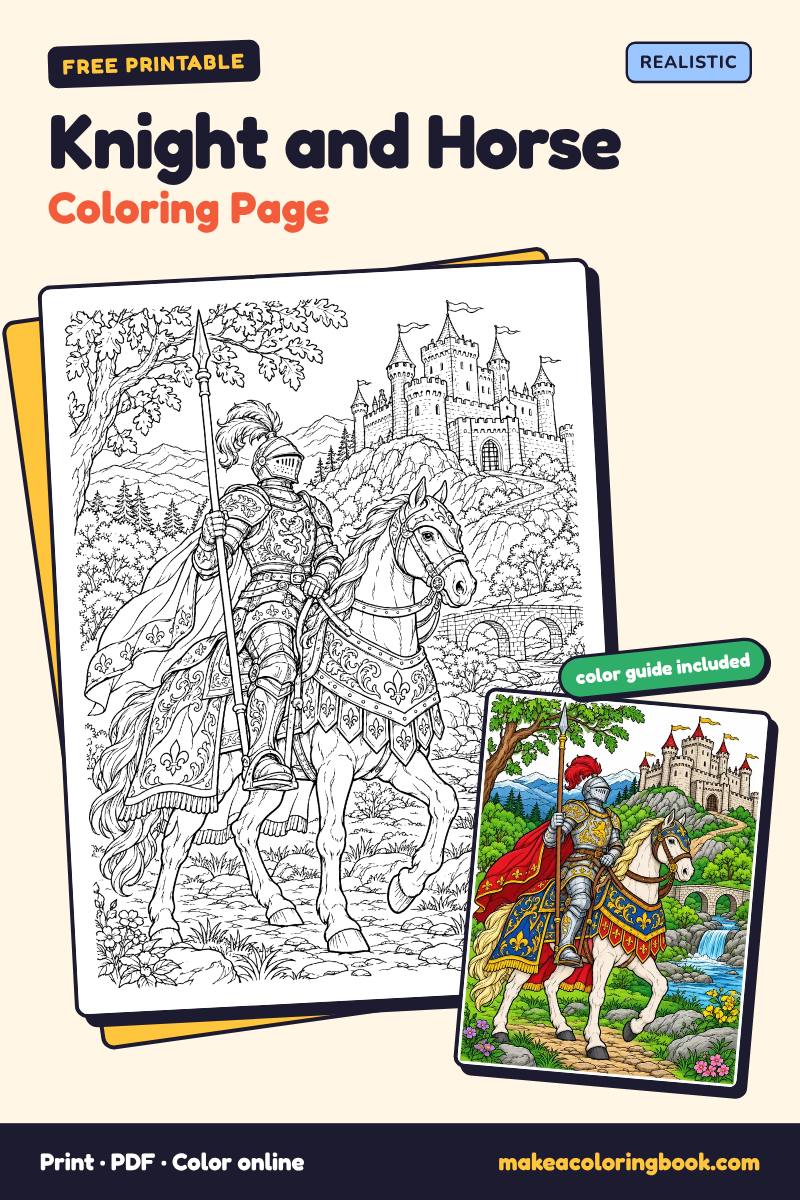 FREE PRINTABLE
REALISTIC
Knight and Horse
Coloring Page
color guide included
Print · PDF · Color online
makeacoloringbook.com